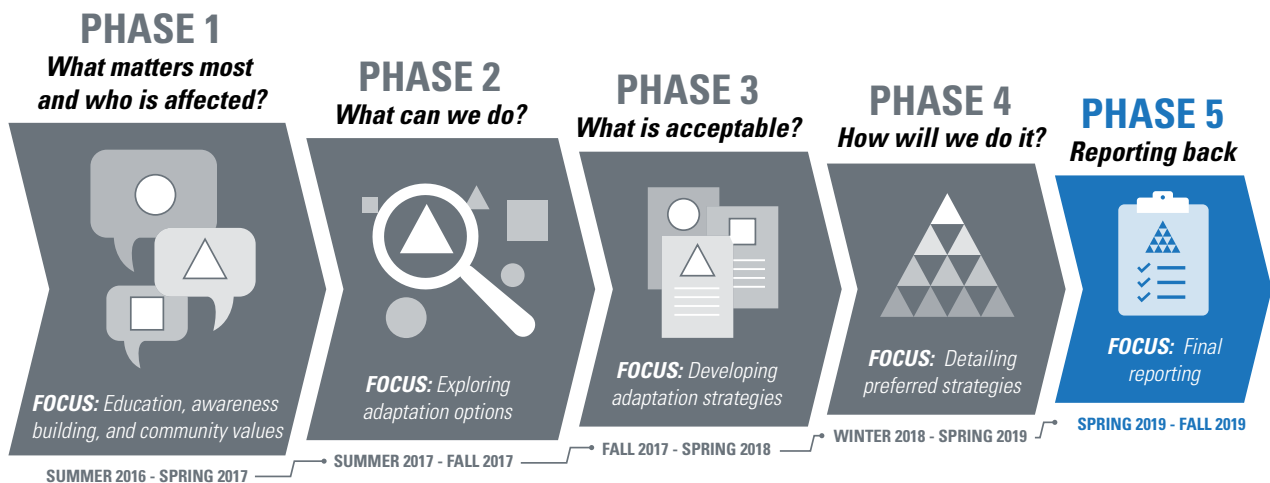 PHASE 1
What matters most
and who is affected?
FOCUS: Education, awareness
building, and community values
SUMMER 2016 - SPRING 2017
PHASE 2
What can we do?
FOCUS: Exploring
adaptation options
SUMMER 2017 - FALL 2017
PHASE 3
What is acceptable?
FOCUS: Developing
adaptation strategies
FALL 2017 - SPRING 2018
PHASE 4
How will we do it?
FOCUS: Detailing
preferred strategies
WINTER 2018 - SPRING 2019
PHASE 5
Reporting back
FOCUS: Final
reporting
SPRING 2019 - FALL 2019